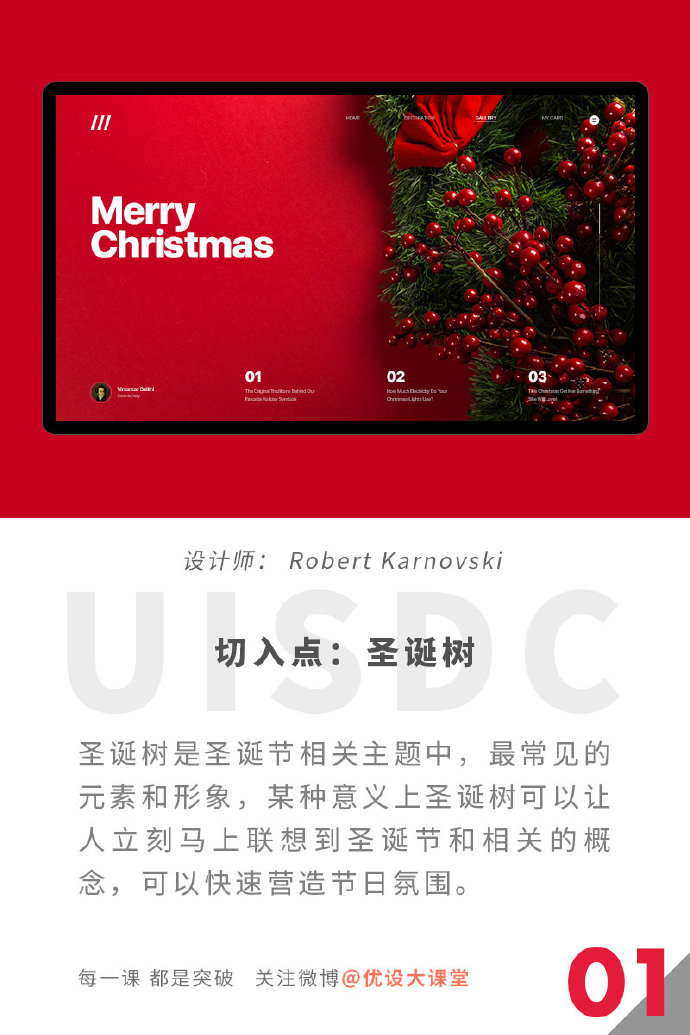 HOME DECORATION GALLERY MY CARD
Merry
Christmas
Vincenzo Bellini
01
The Original Traditions Behind Our
Favorite Holiday Symbols
02
How Much Electricity Do Your
Christmas Lights Use?
03
This Christmas Get Her Something
She Will Love!
设计师： Robert Karnovski
UISDC
切入点：圣诞树
圣诞树是圣诞节相关主题中，最常见的
元素和形象，某种意义上圣诞树可以让
人立刻马上联想到圣诞节和相关的概
念，可以快速营造节日氛围。
每一课 都是突破 关注微博@优设大课堂
01